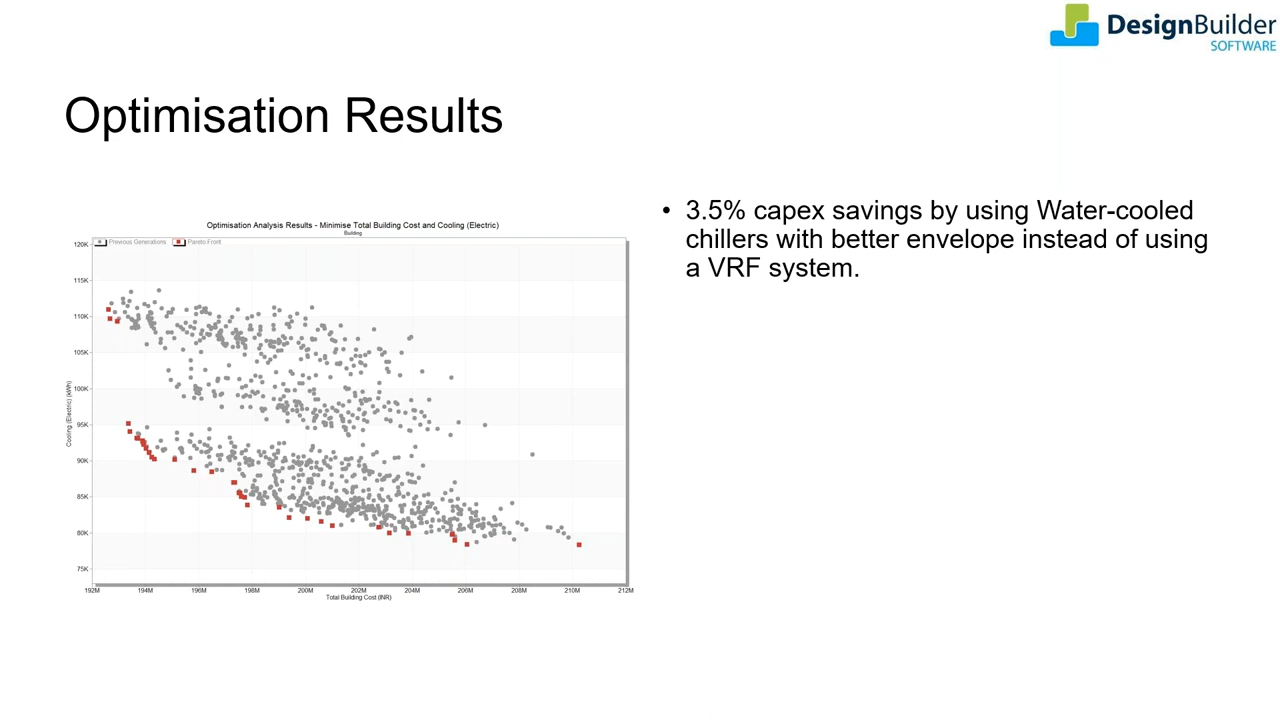 DesignBuilder
SOFTWARE
Optimisation Results
Optimisation Analysis Results - Minimise Total Building Cost and Cooling (Electric)
Building
Previous Generations
Pareto Front
120K
115K
110K
105K
100K
95K
90K
85K
80K
75K
Cooling (Electric) (kWh)
192M 194M 196M 198M 200M 202M 204M 206M 208M 210M 212M
Total Building Cost (INR)
• 3.5% capex savings by using Water-cooled
chillers with better envelope instead of using
a VRF system.